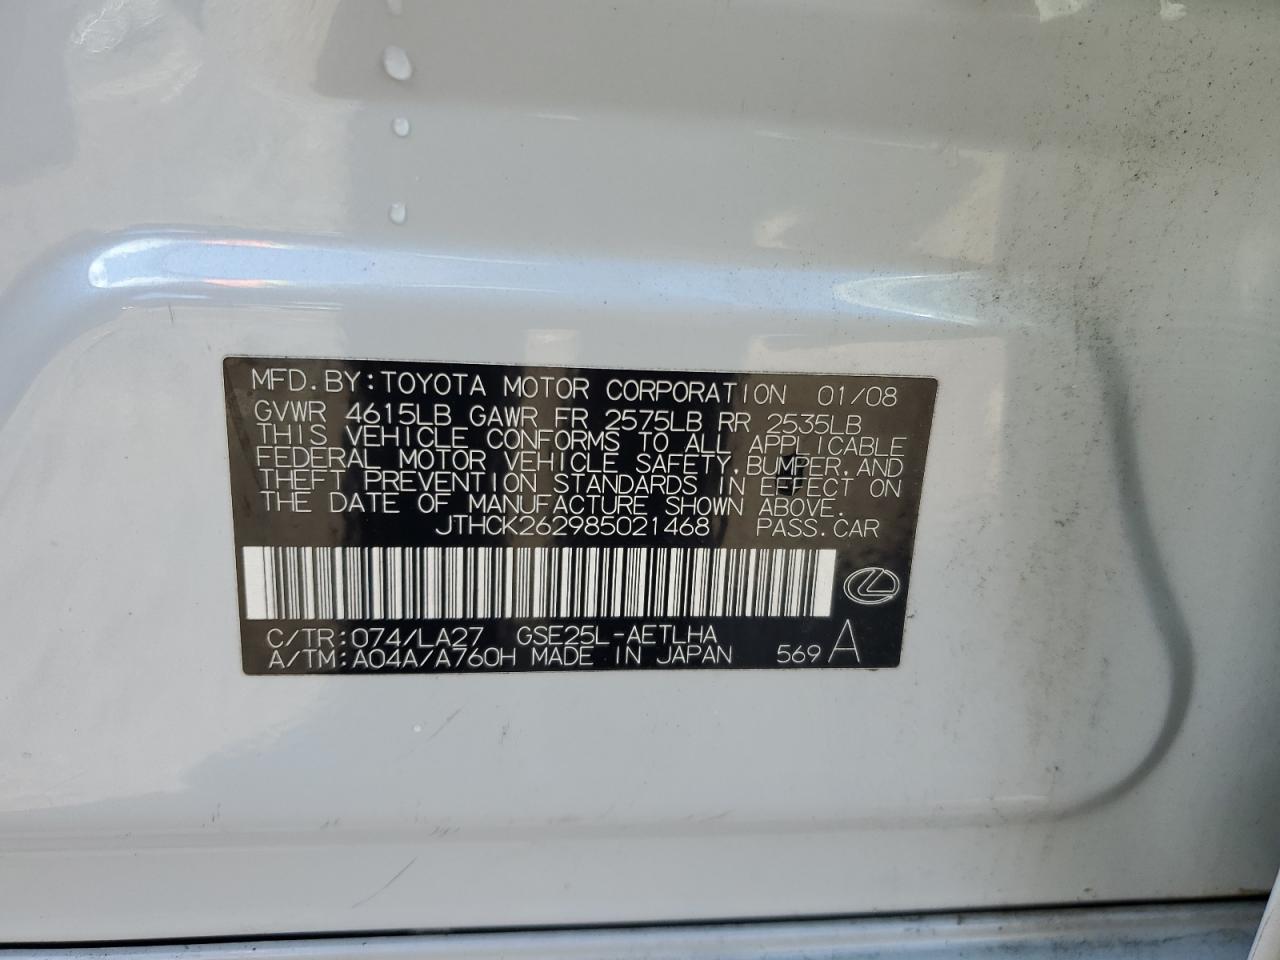 MFD. BY: TOYOTA MOTOR CORPORATION 01/08
GVWR 4615LB GAWR FR 2575LB RR 2535LB
THIS VEHICLE CONFORMS TO ALL APPLICABLE
FEDERAL MOTOR VEHICLE SAFETY, BUMPER, AND
THEFT PREVENTION STANDARDS IN EFFECT ON
THE DATE OF MANUFACTURE SHOWN ABOVE.
JTHCK262985021468 PASS. CAR
C/TR: 074/LA27 GSE25L-AETLHA
A/TM: A04A/A760H MADE IN JAPAN 569 A